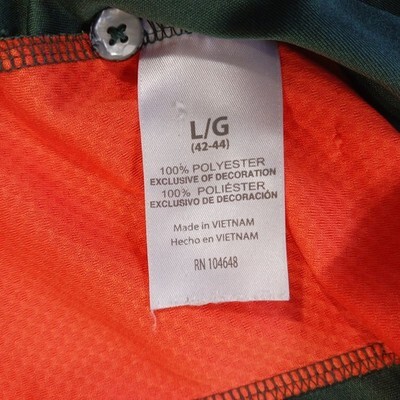 L/G
(42-44)
100% POLYESTER
EXCLUSIVE OF DECORATION
100% POLIÉSTER
EXCLUSIVO DE DECORACIÓN
Made in VIETNAM
Hecho en VIETNAM
RN 104648